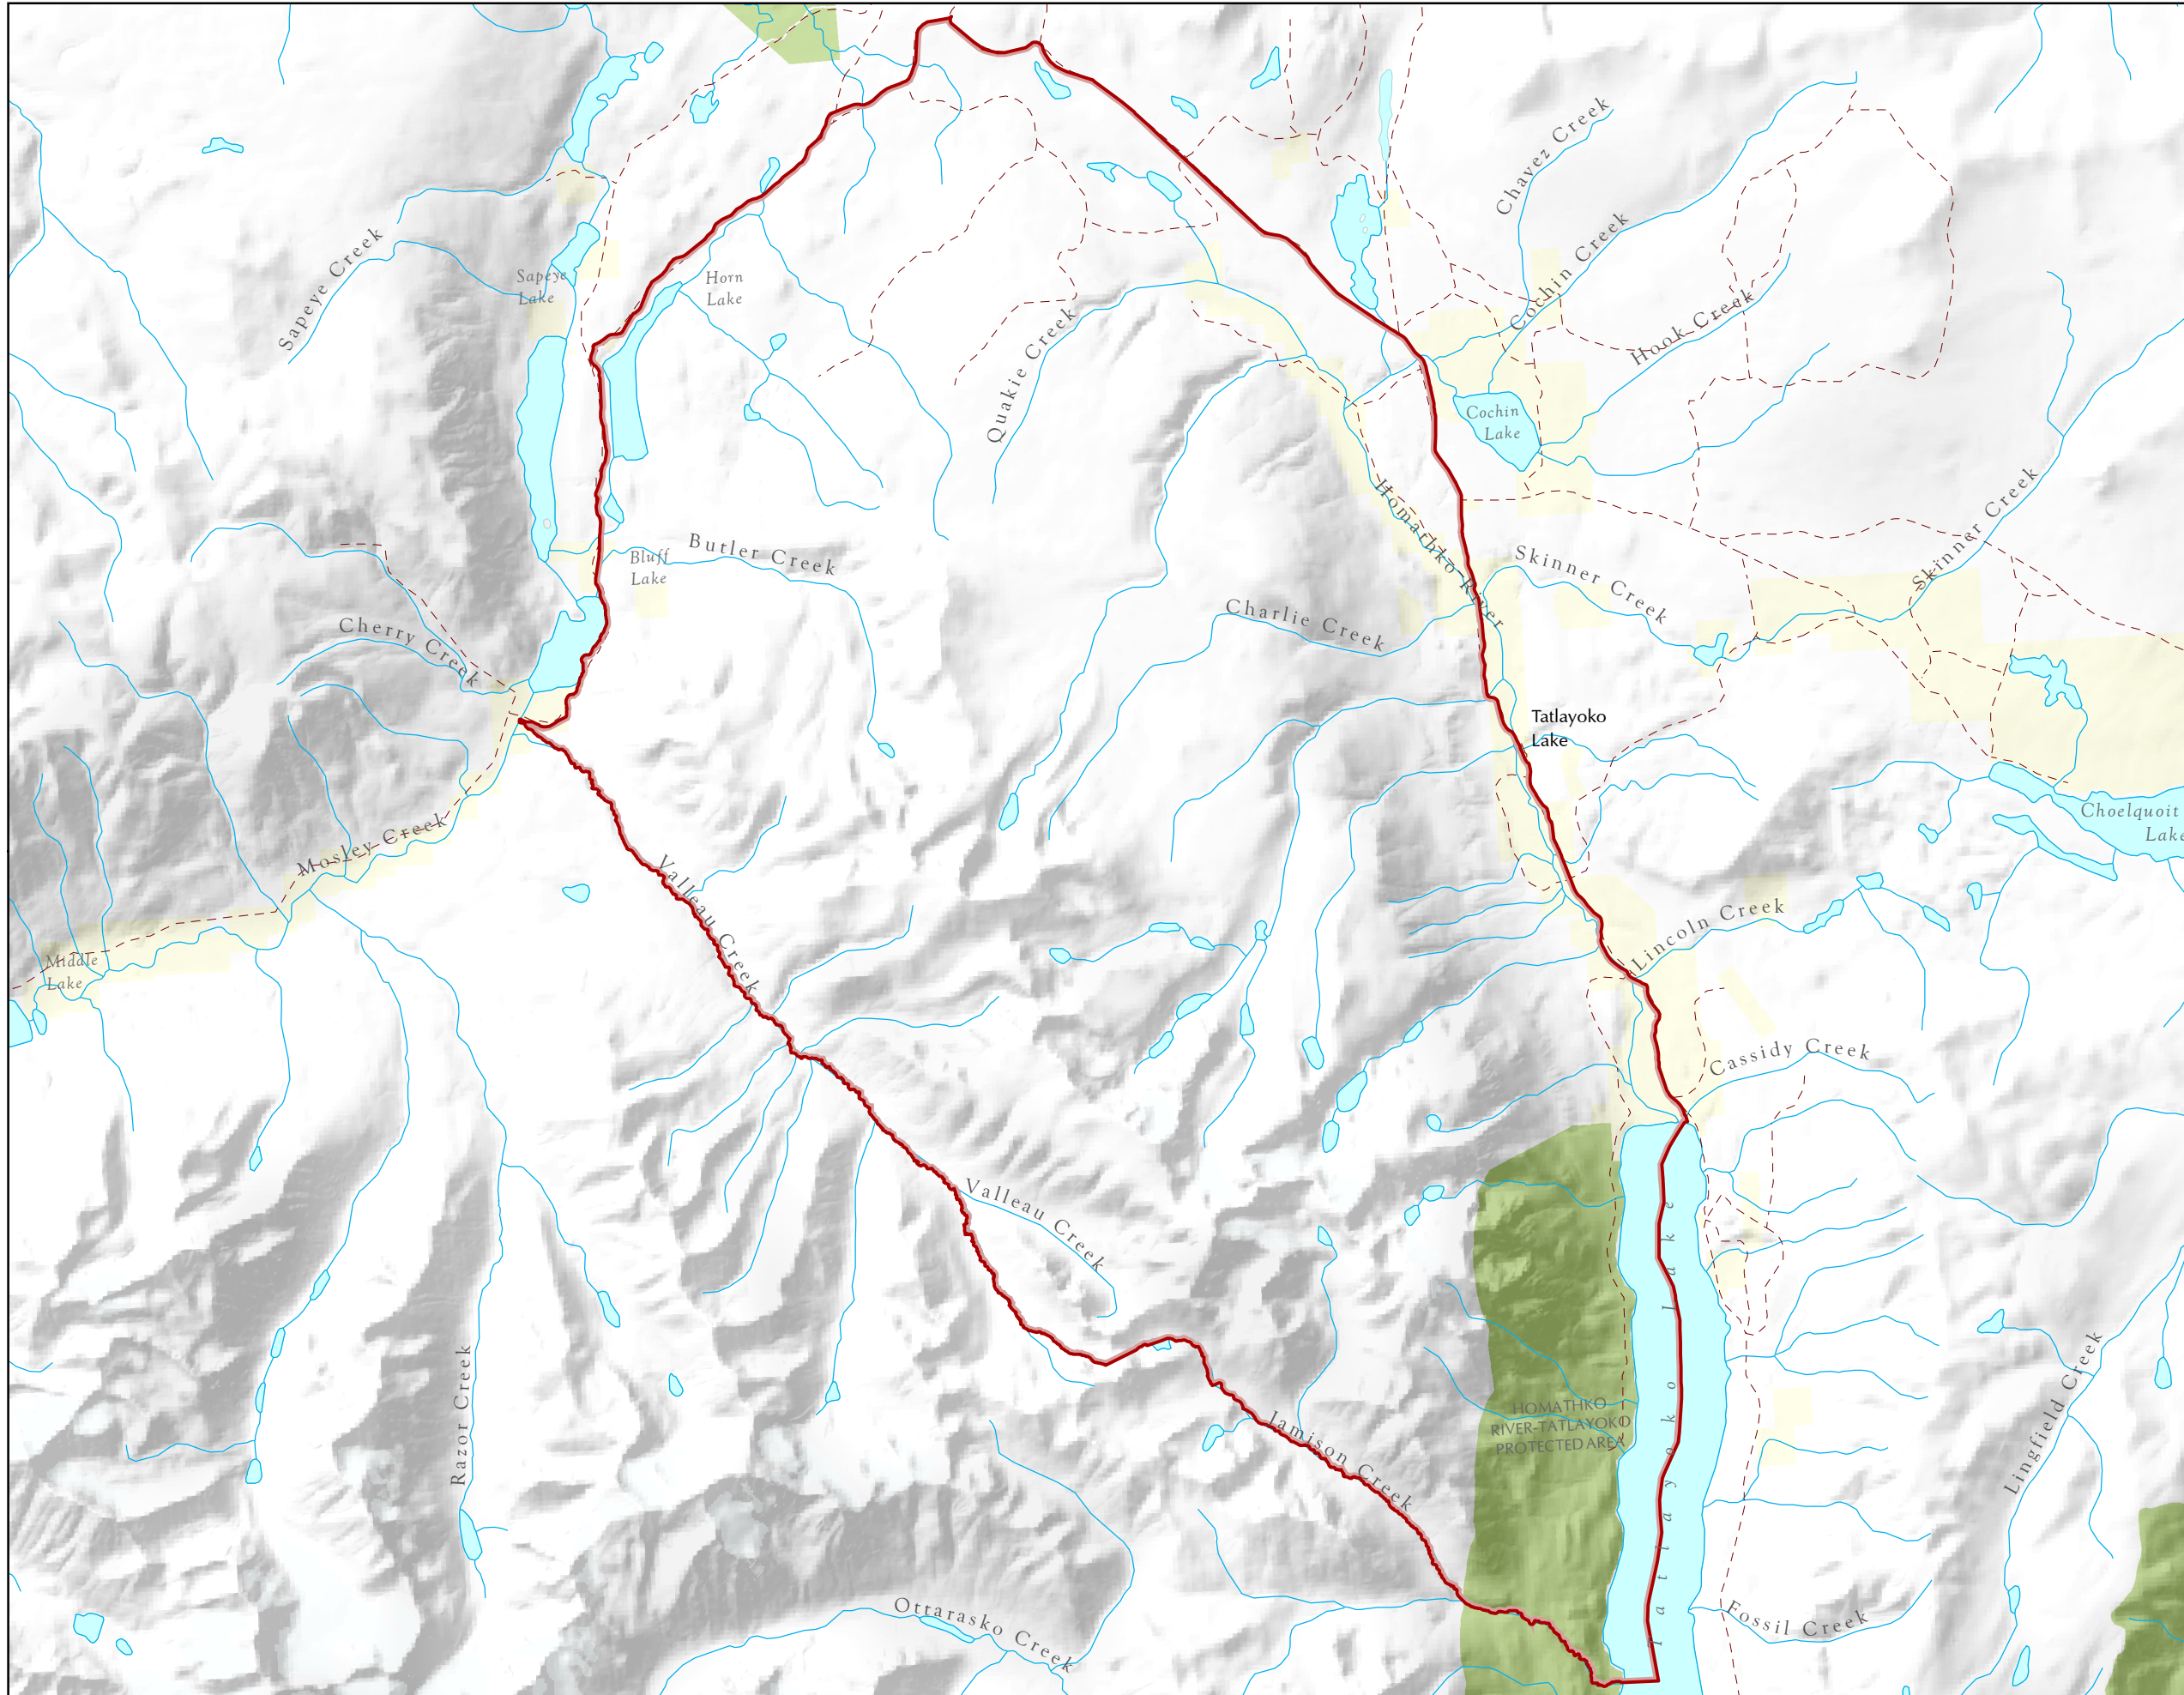 Chavez Creek
Sapeye Creek
Sapeye
Lake
Horn
Lake
Cochin Creek
Hook Creek
Quakie Creek
Cochin
Lake
Homathko River
Skinner Creek
Butler Creek
Bluff
Lake
Skinner Creek
Charlie Creek
Cherry Creek
Tatlayoko
Lake
Choelquoit
Lake
Mosley Creek
Valleau Creek
Lincoln Creek
Middle
Lake
Cassidy Creek
Valleau Creek
Tatlayoko Lake
Razor Creek
Lingfield Creek
HOMATHKO
RIVER-TATLAYOKO
PROTECTED AREA
Jamison Creek
Ottarasko Creek
Fossil Creek